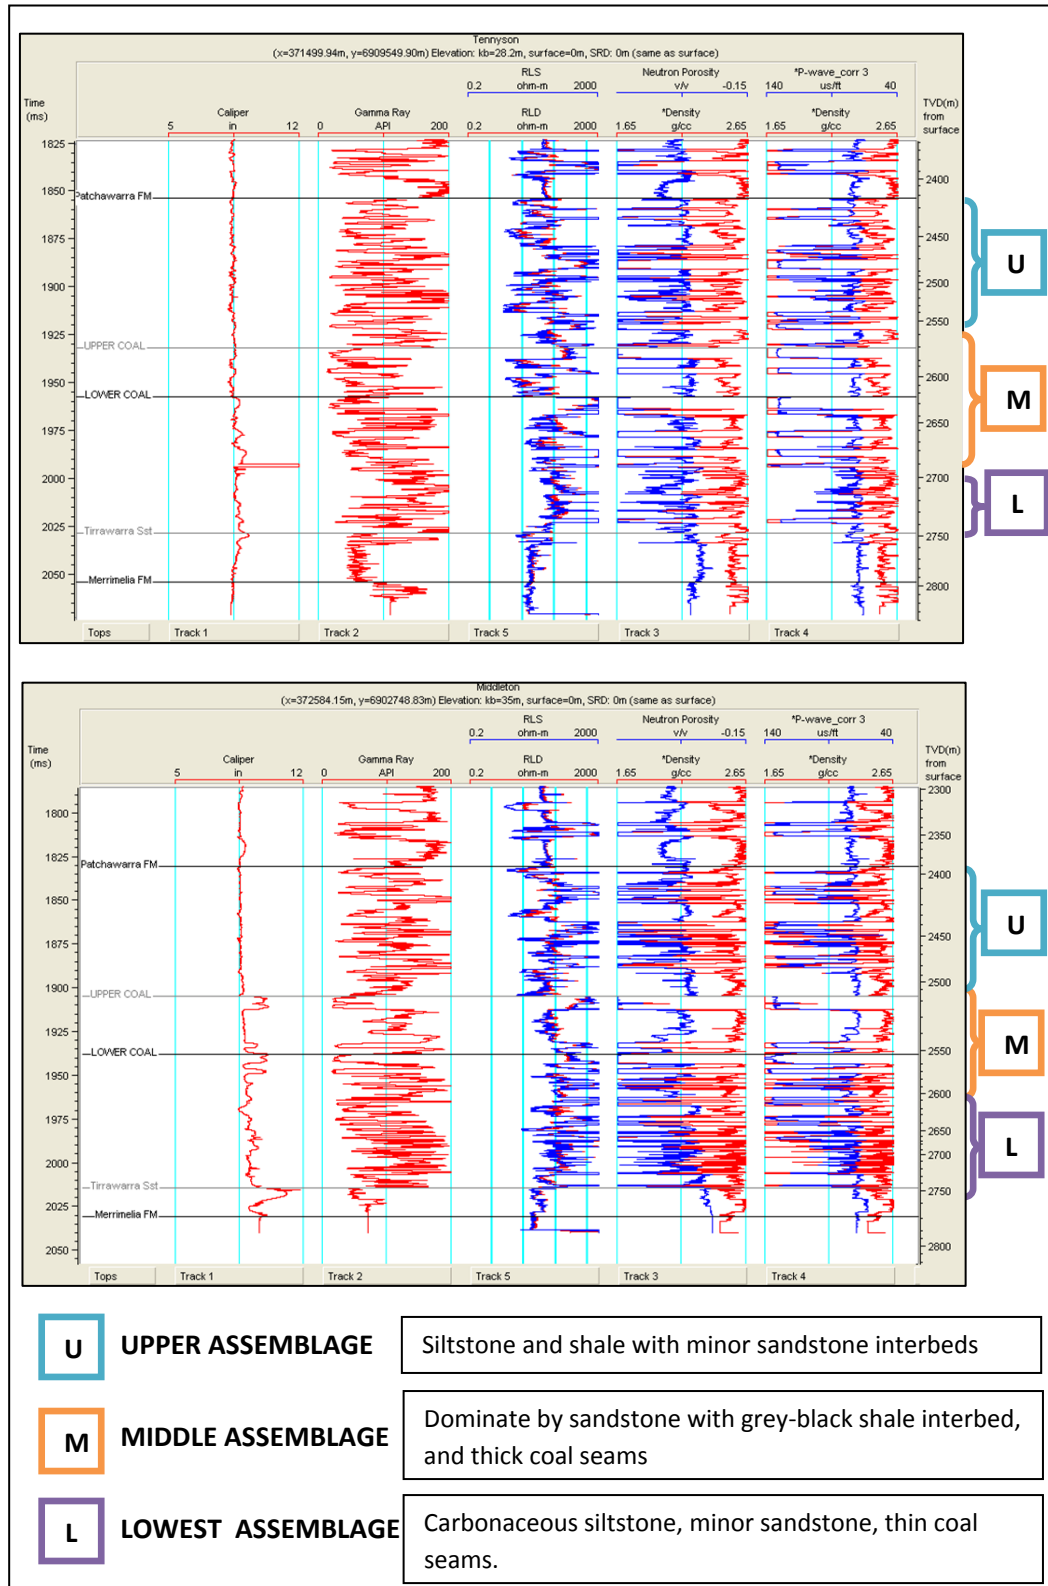 Tennyson
(x=371499.94m, y=6909549.90m) Elevation: kb=28.2m, surface=0m, SRD: 0m (same as surface)
RLS Neutron Porosity *P-wave_corr 3
0.2 ohm-m 2000 v/v -0.15 140 us/ft 40
Time (ms) Caliper Gamma Ray RLD *Density *Density TVD(m) from surface
5 in 12 0 API 200 0.2 ohm-m 2000 1.65 g/cc 2.65 1.65 g/cc 2.65
1825
2400
1850
Patchawarra FM
1875
2450
1900
2500
1925
2550
UPPER COAL
1950
2600
LOWER COAL
1975
2650
2000
2700
2025
Tirrawarra Sst
2750
2050
Merrimelia FM
2800
Tops Track 1 Track 2 Track 5 Track 3 Track 4
U
M
L
Middleton
(x=372584.15m, y=6902748.83m) Elevation: kb=35m, surface=0m, SRD: 0m (same as surface)
RLS Neutron Porosity *P-wave_corr 3
0.2 ohm-m 2000 v/v -0.15 140 us/ft 40
Time (ms) Caliper Gamma Ray RLD *Density *Density TVD(m) from surface
5 in 12 0 API 200 0.2 ohm-m 2000 1.65 g/cc 2.65 1.65 g/cc 2.65
2300
1800
2350
1825
Patchawarra FM
2400
1850
1875
2450
1900
2500
UPPER COAL
1925
LOWER COAL
2550
1950
2600
1975
2650
2000
2700
Tirrawarra Sst
2750
2025
Merrimelia FM
2050
2800
Tops Track 1 Track 2 Track 5 Track 3 Track 4
U
M
L
U UPPER ASSEMBLAGE Siltstone and shale with minor sandstone interbeds
M MIDDLE ASSEMBLAGE Dominate by sandstone with grey-black shale interbed,
and thick coal seams
L LOWEST ASSEMBLAGE Carbonaceous siltstone, minor sandstone, thin coal
seams.